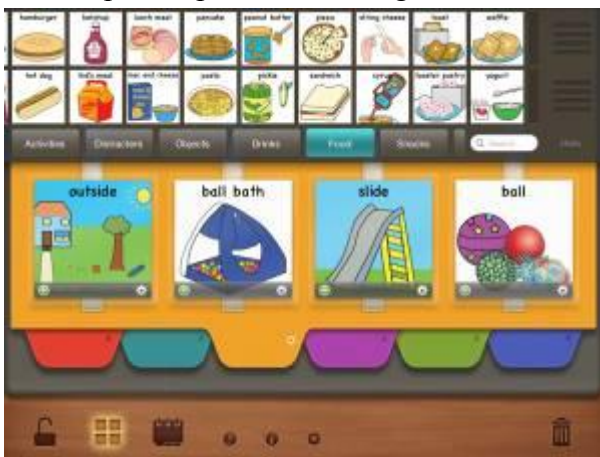 hamburger ketchup lunch meat pancake peanut butter pizza string cheese toast waffle
hot dog kid's meal mac and cheese pasta pickle sandwich syrup toaster pastry yogurt
Activities Distractors Objects Drinks Food Snacks Search
outside ball bath slide ball